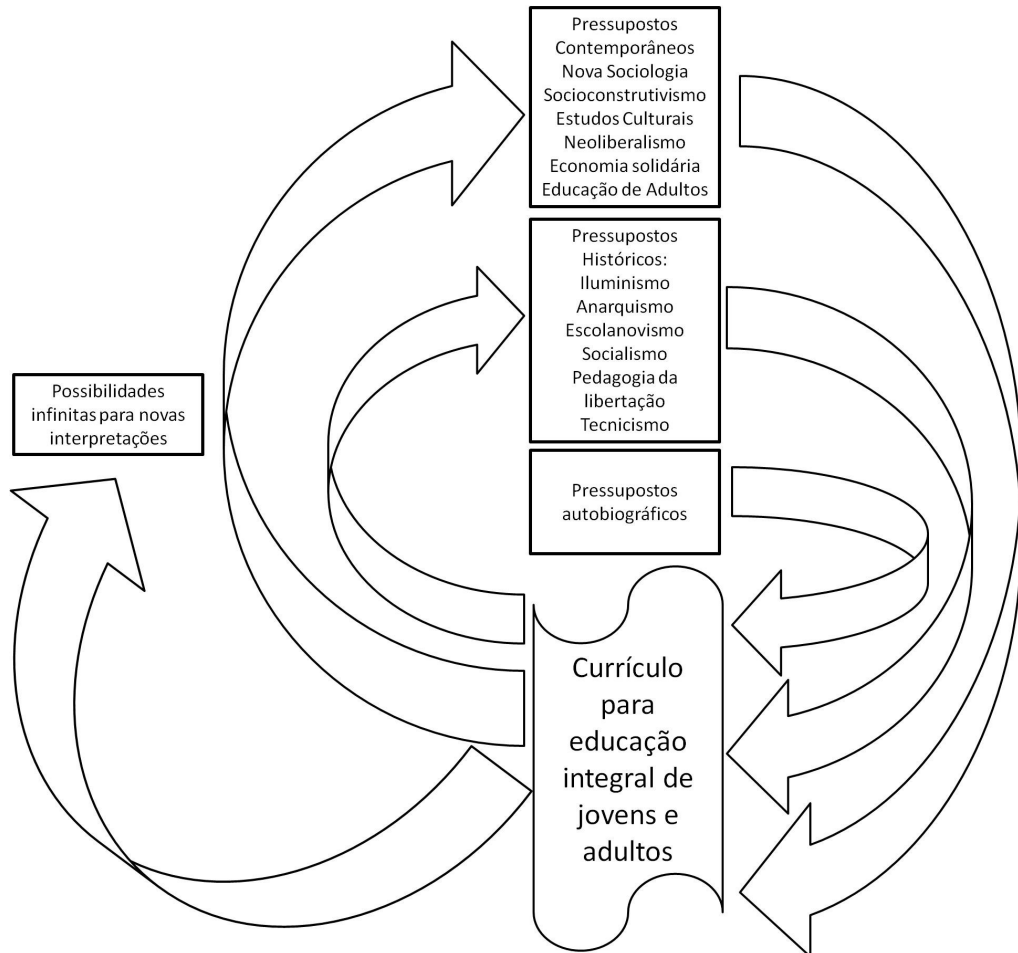 Pressupostos
Contemporâneos
Nova Sociologia
Socioconstrutivismo
Estudos Culturais
Neoliberalismo
Economia solidária
Educação de Adultos
Pressupostos
Históricos:
Iluminismo
Anarquismo
Escolanovismo
Socialismo
Pedagogia da
libertação
Tecnicismo
Possibilidades
infinitas para novas
interpretações
Pressupostos
autobiográficos
Currículo
para
educação
integral de
jovens e
adultos